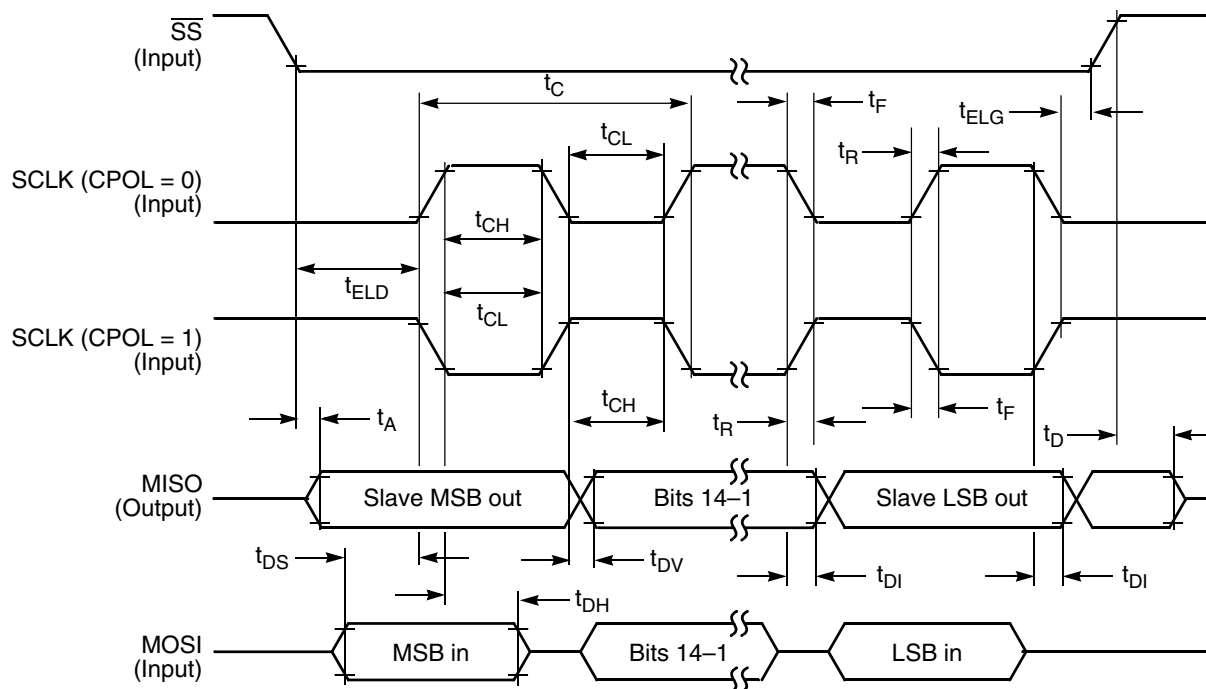 SS
(Input)
tC
tF
tELG
tCL
tR
SCLK (CPOL = 0)
(Input)
tCH
tELD
tCL
SCLK (CPOL = 1)
(Input)
tA
tCH
tR
tF
tD
MISO
(Output)
Slave MSB out
Bits 14–1
Slave LSB out
tDS
tDV
tDI
tDI
tDH
MOSI
(Input)
MSB in
Bits 14–1
LSB in